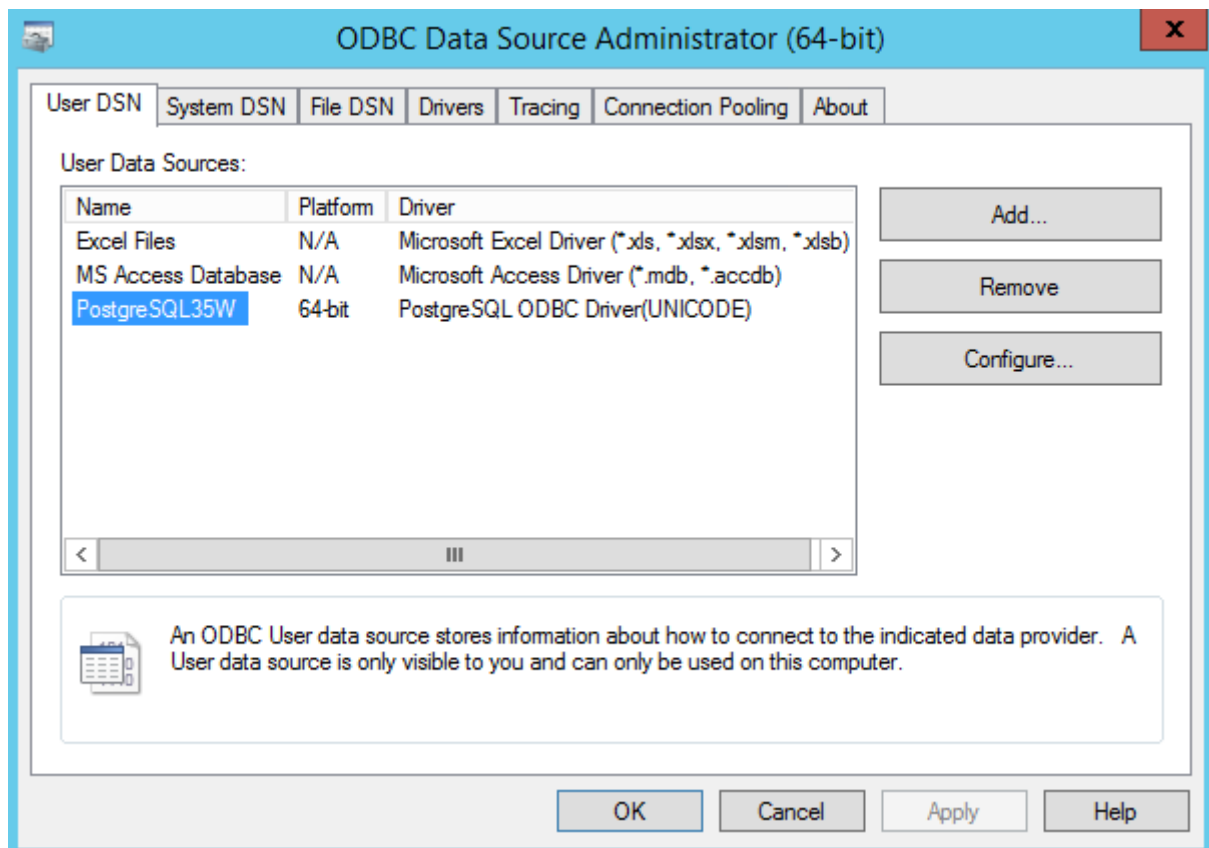 ODBC Data Source Administrator (64-bit)
x
User DSN System DSN File DSN Drivers Tracing Connection Pooling About
User Data Sources:
Name Platform Driver
Excel Files N/A Microsoft Excel Driver (*.xls, *.xlsx, *.xlsm, *.xlsb)
MS Access Database N/A Microsoft Access Driver (*.mdb, *.accdb)
PostgreSQL35W 64-bit PostgreSQL ODBC Driver(UNICODE)
Add...
Remove
Configure...
An ODBC User data source stores information about how to connect to the indicated data provider. A
User data source is only visible to you and can only be used on this computer.
OK Cancel Apply Help